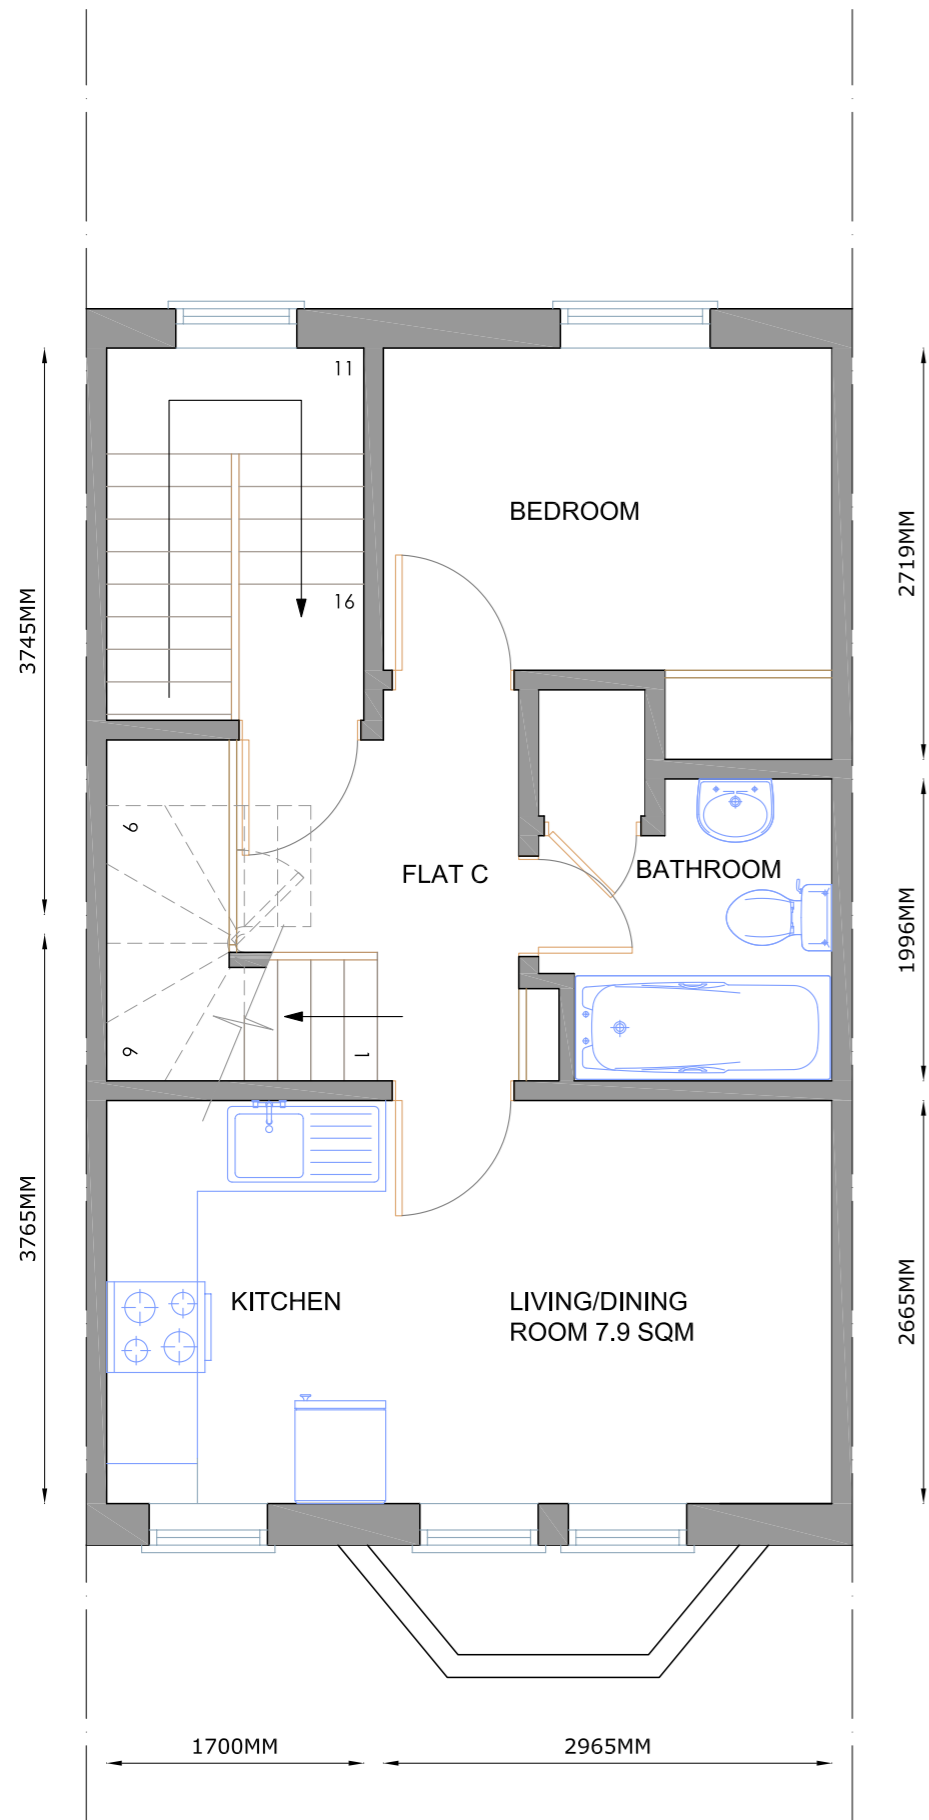 11
BEDROOM
2719MM
3745MM
16
9
FLAT C
BATHROOM
1996MM
6
1
3765MM
KITCHEN
LIVING/DINING
ROOM 7.9 SQM
2665MM
1700MM
2965MM